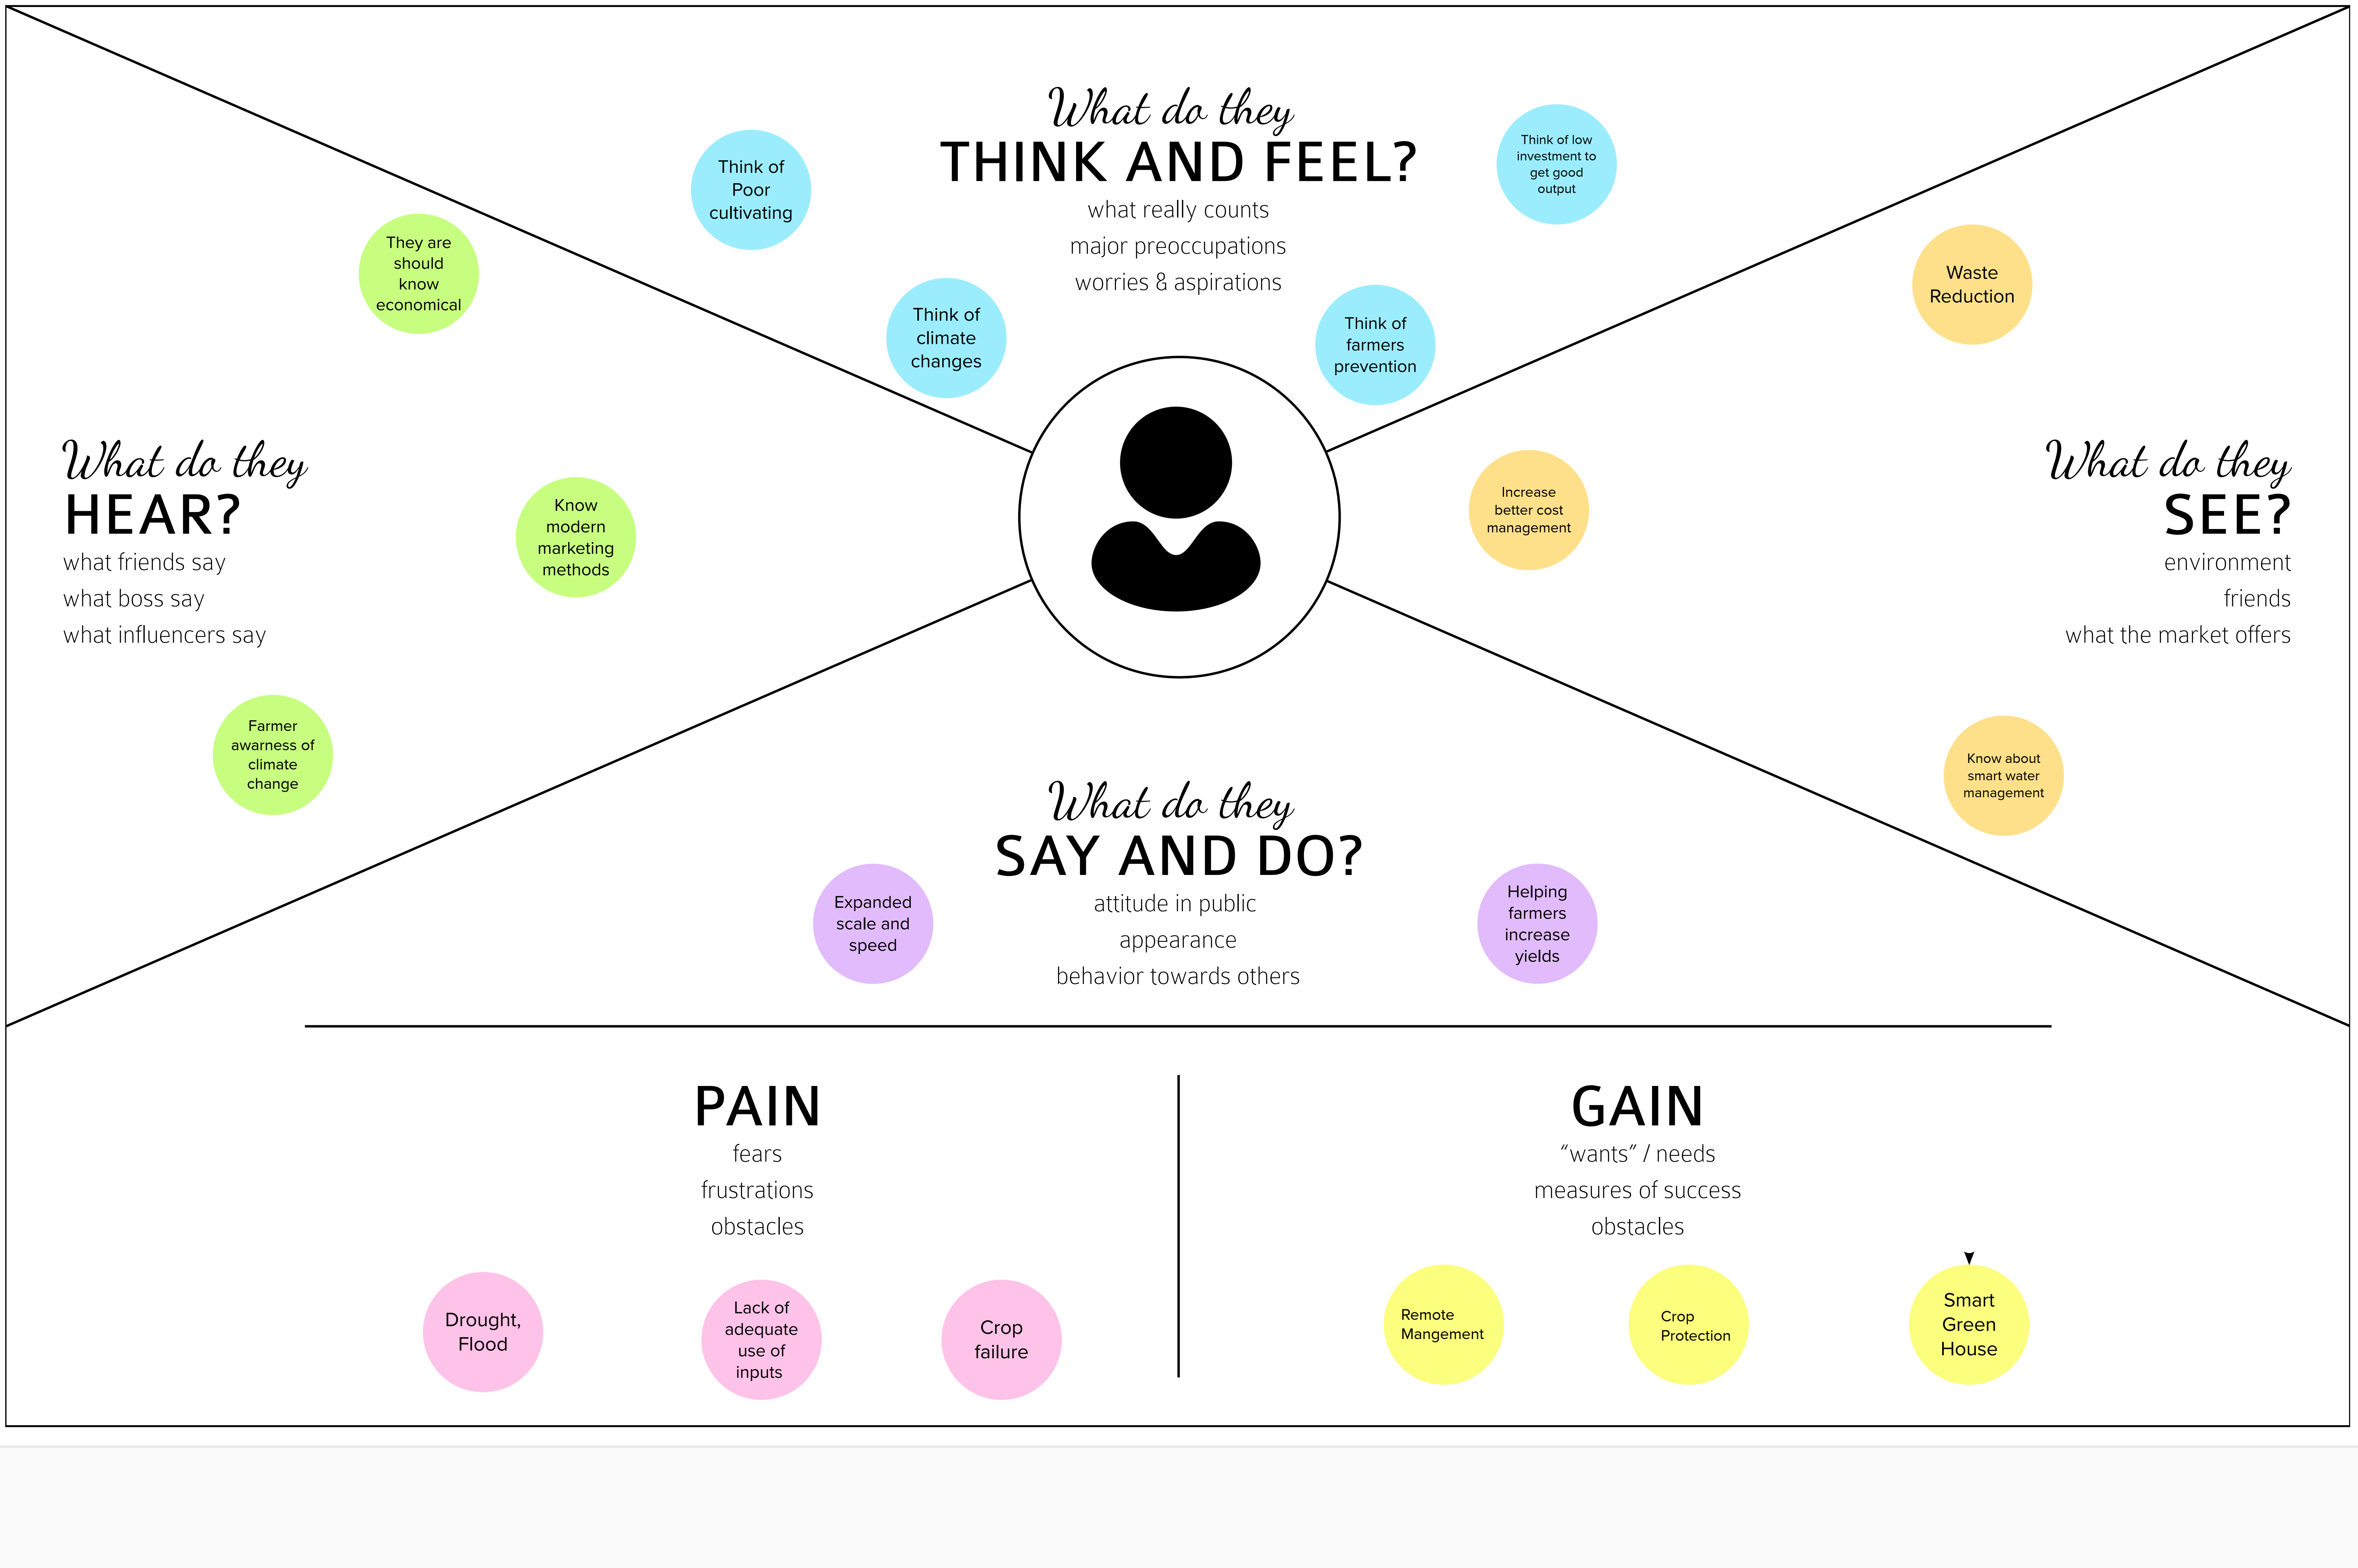 What do they
THINK AND FEEL?
what really counts
major preoccupations
worries & aspirations
Think of
Poor
cultivating
Think of
climate
changes
Think of low
investment to
get good
output
Think of
farmers
prevention
What do they
HEAR?
what friends say
what boss say
what influencers say
They are
should
know
economical
Know
modern
marketing
methods
Farmer
awarness of
climate
change
What do they
SEE?
environment
friends
what the market offers
Waste
Reduction
Increase
better cost
management
Know about
smart water
management
What do they
SAY AND DO?
attitude in public
appearance
behavior towards others
Expanded
scale and
speed
Helping
farmers
increase
yields
PAIN
fears
frustrations
obstacles
Drought,
Flood
Lack of
adequate
use of
inputs
Crop
failure
GAIN
“wants” / needs
measures of success
obstacles
Remote
Mangement
Crop
Protection
Smart
Green
House